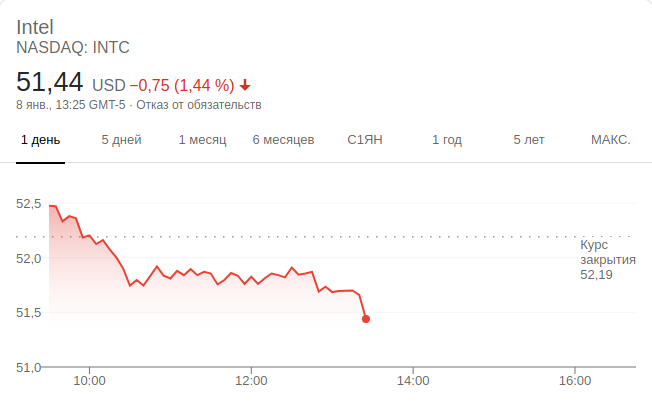 Intel
NASDAQ: INTC
51,44 USD −0,75 (1,44 %)
8 янв., 13:25 GMT-5 · Отказ от обязательств
1 день 5 дней 1 месяц 6 месяцев С1ЯН 1 год 5 лет МАКС.
52,5
52,0
51,5
51,0
Курс
закрытия
52,19
10:00 12:00 14:00 16:00